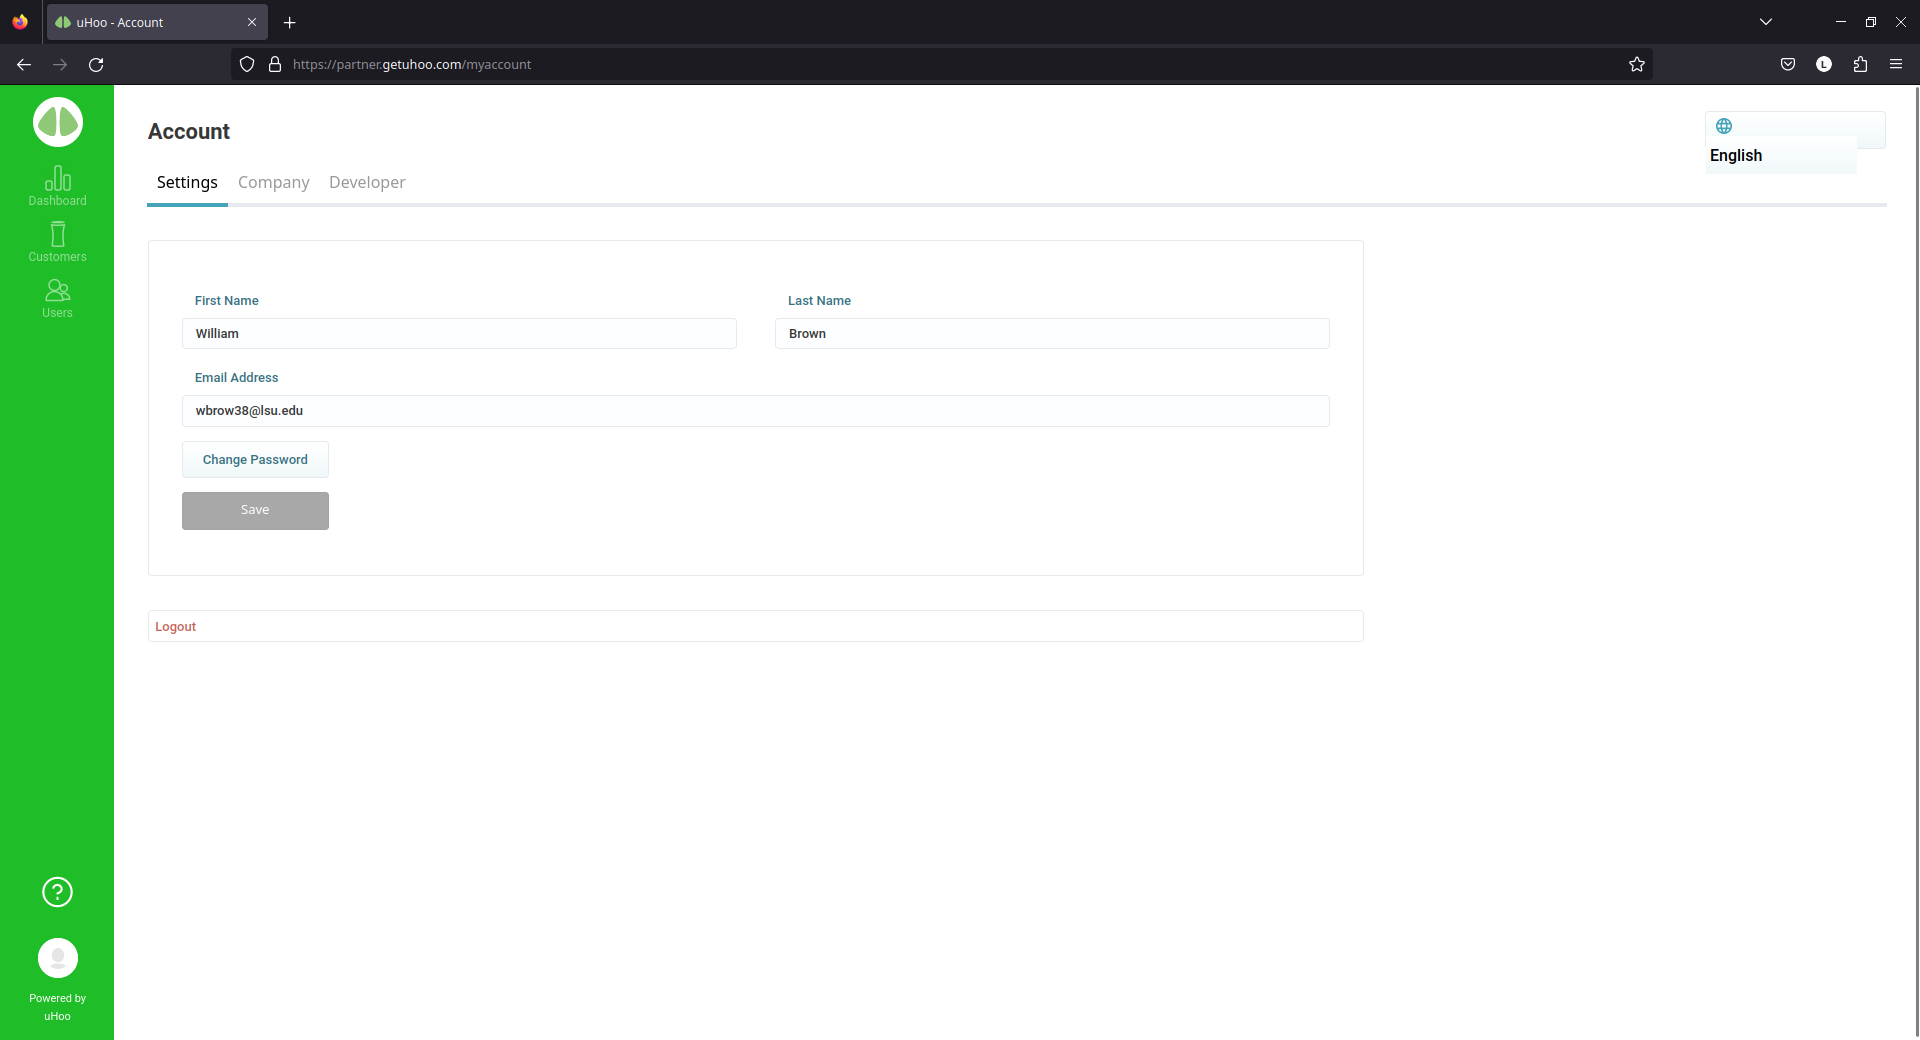 uHoo - Account
https://partner.getuhoo.com/myaccount
L
Dashboard
Customers
Users
?
Powered by
uHoo
Account
English
Settings Company Developer
First Name Last Name
William Brown
Email Address
wbrow38@lsu.edu
Change Password
Save
Logout